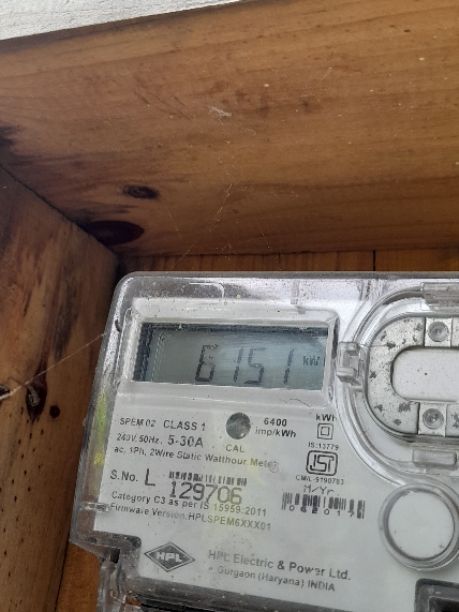 6151 kW
SPEM 02 CLASS 1
240V, 50Hz, 5-30A
ac, 1Ph, 2Wire Static Watthour Meter
CAL
6400 kWh
imp/kWh
IS:13779
S.No. L 129706
Category C3 as per IS 15959:2011
Firmware Version:HPLSPEM6XXX01
M/Yr
HPL
HPL Electric & Power Ltd.
Gurgaon (Haryana) INDIA